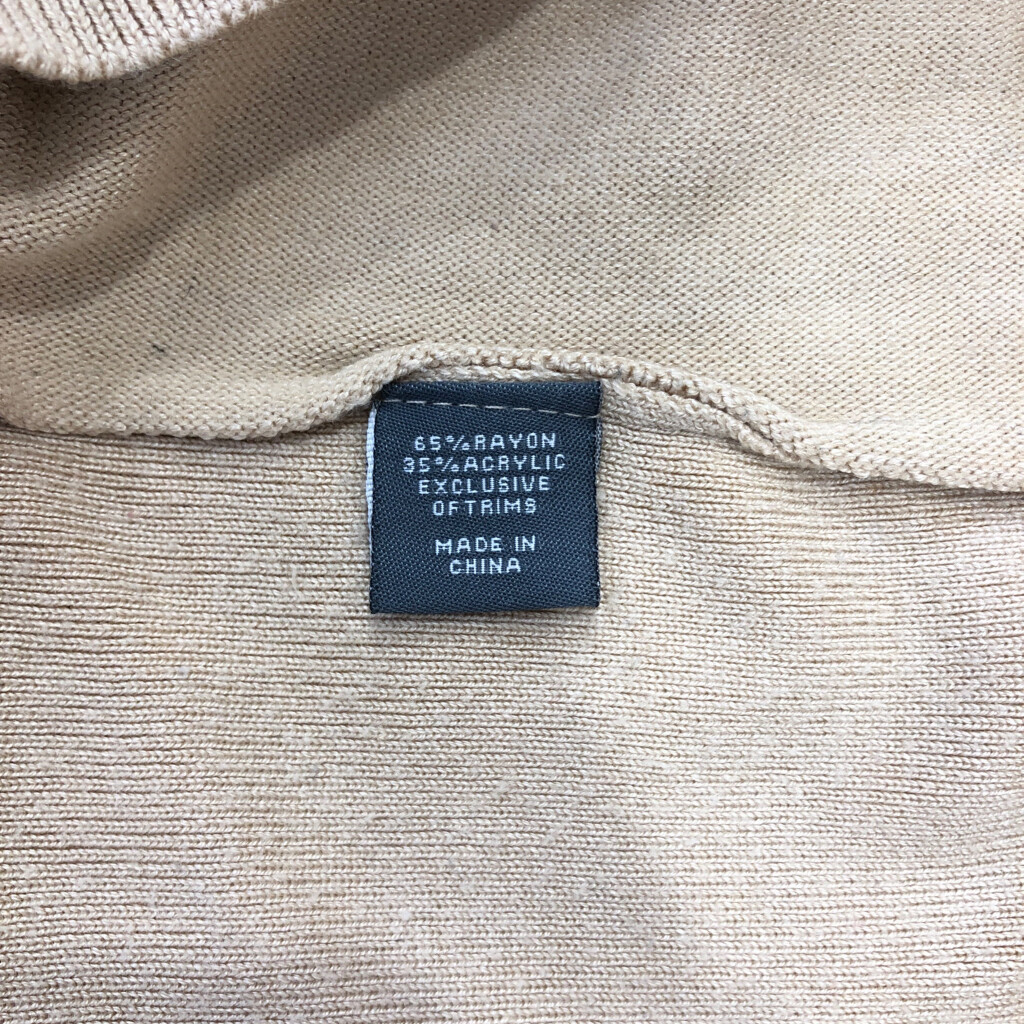 65%RAYON
35%ACRYLIC
EXCLUSIVE
OFTRIMS
MADE IN
CHINA